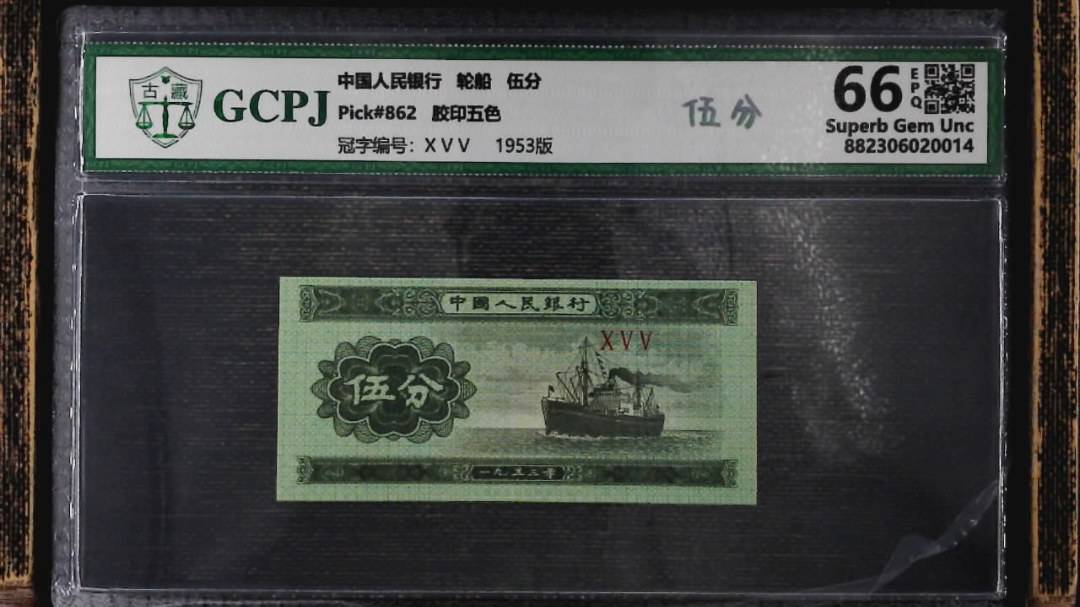 中国人民银行 轮船 伍分
Pick#862 胶印五色
冠字编号: X V V 1953版
古藏
GCPJ
伍分
66
EPQ
Superb Gem Unc
882306020014
中國人民銀行
X V V
伍分
一九五三年